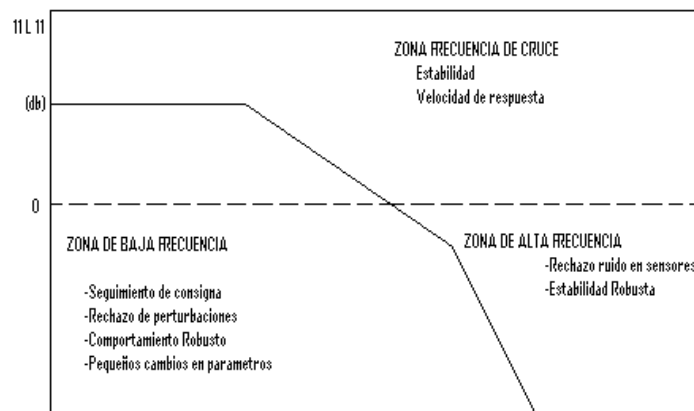 11 L 11
ZONA FRECUENCIA DE CRUCE
Estabilidad
Velocidad de respuesta
(db)
0
ZONA DE BAJA FRECUENCIA
-Seguimiento de consigna
-Rechazo de perturbaciones
-Comportamiento Robusto
-Pequeños cambios en parametros
ZONA DE ALTA FRECUENCIA
-Rechazo ruido en sensores
-Estabilidad Robusta